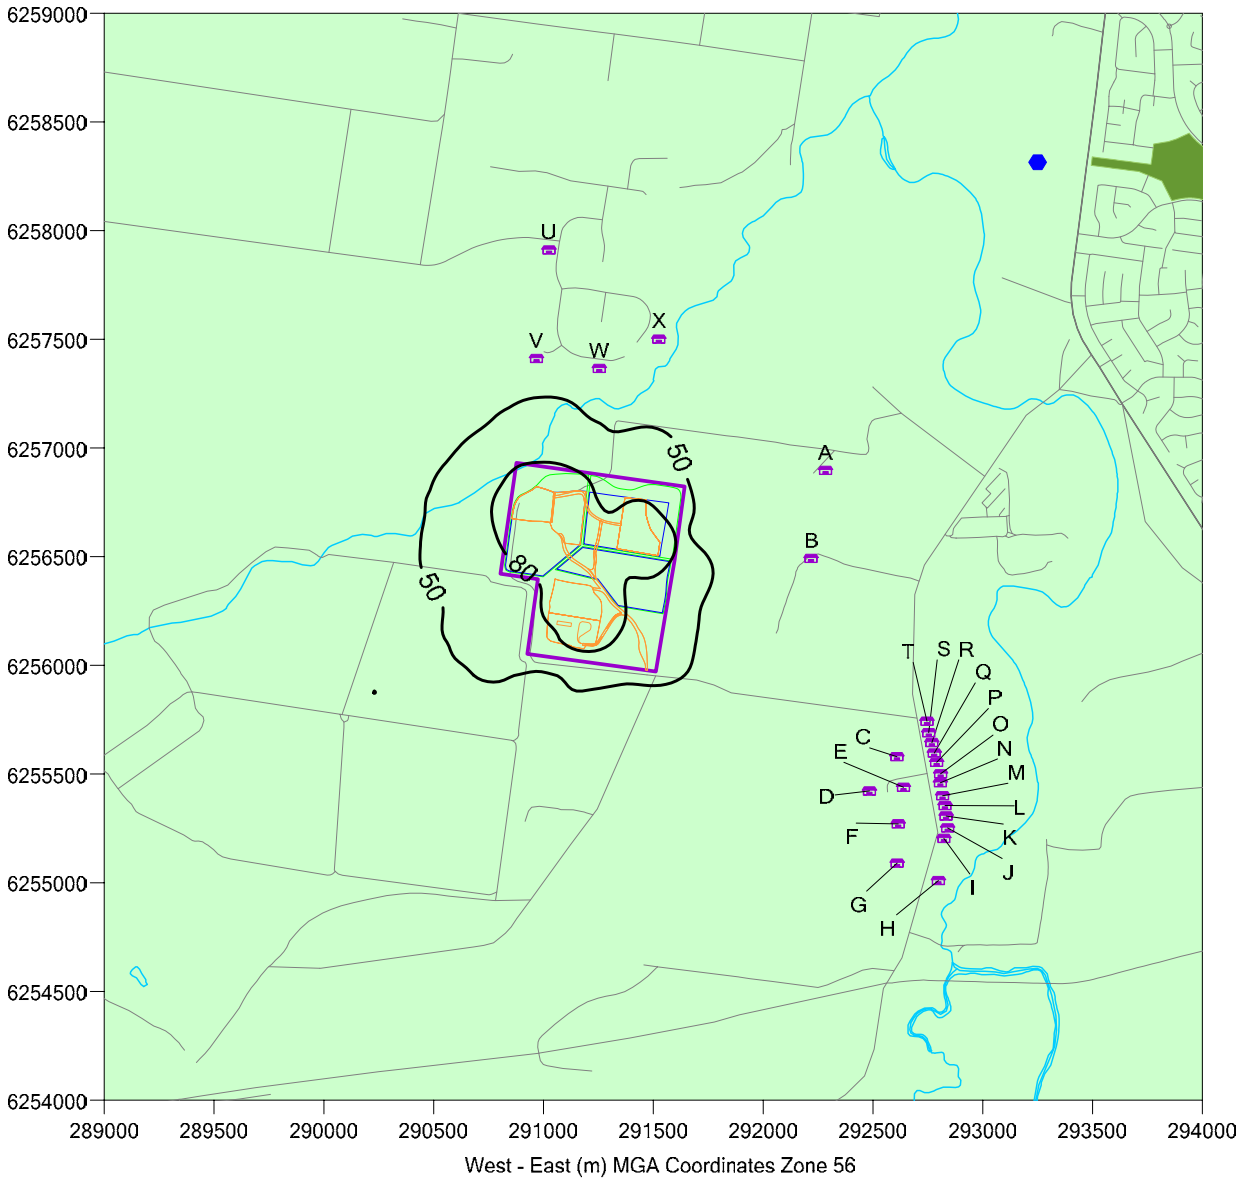 6259000
6258500
6258000
6257500
6257000
6256500
6256000
6255500
6255000
6254500
6254000
U
X
V
W
A
B
50
80
50
T
S
R
Q
P
O
N
M
L
K
J
I
C
E
D
F
G
H
289000 289500 290000 290500 291000 291500 292000 292500 293000 293500 294000
West - East (m) MGA Coordinates Zone 56